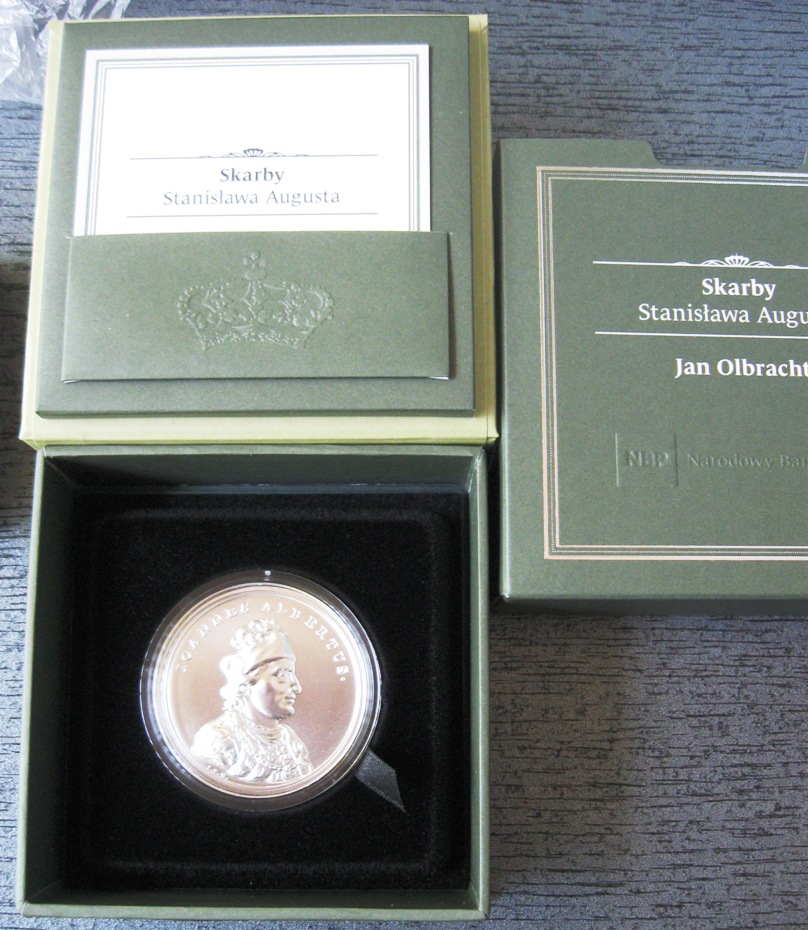 Skarby
Stanisława Augusta
Skarby
Stanisława Augu
Jan Olbracht
NBP Narodowy Ban
IOANNES ALBERTUS.